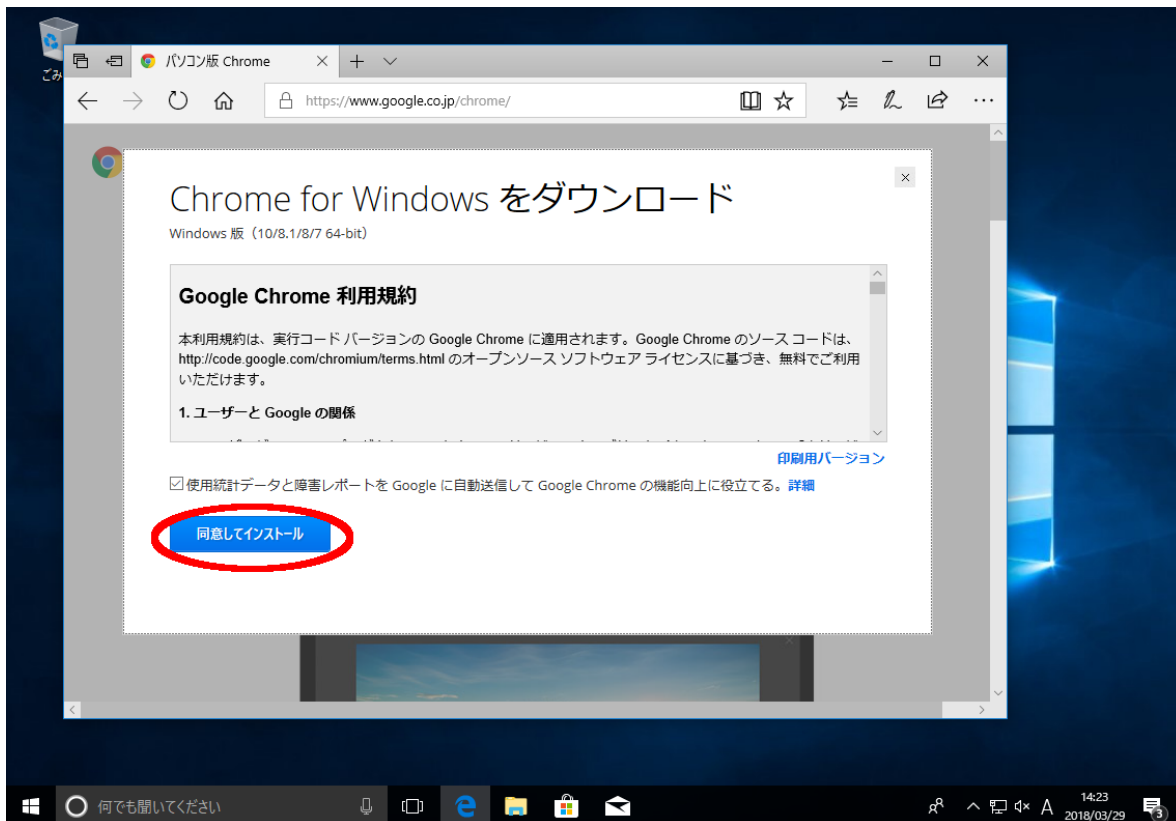 ごみ
パソコン版 Chrome
https://www.google.co.jp/chrome/
Chrome for Windows をダウンロード
Windows 版（10/8.1/8/7 64-bit）
Google Chrome 利用規約
本利用規約は、実行コード バージョンの Google Chrome に適用されます。Google Chrome のソース コードは、
http://code.google.com/chromium/terms.html のオープンソース ソフトウェア ライセンスに基づき、無料でご利用
いただけます。
1. ユーザーと Google の関係
印刷用バージョン
使用統計データと障害レポートを Google に自動送信して Google Chrome の機能向上に役立てる。詳細
同意してインストール
何でも聞いてください
A
14:23
2018/03/29
3